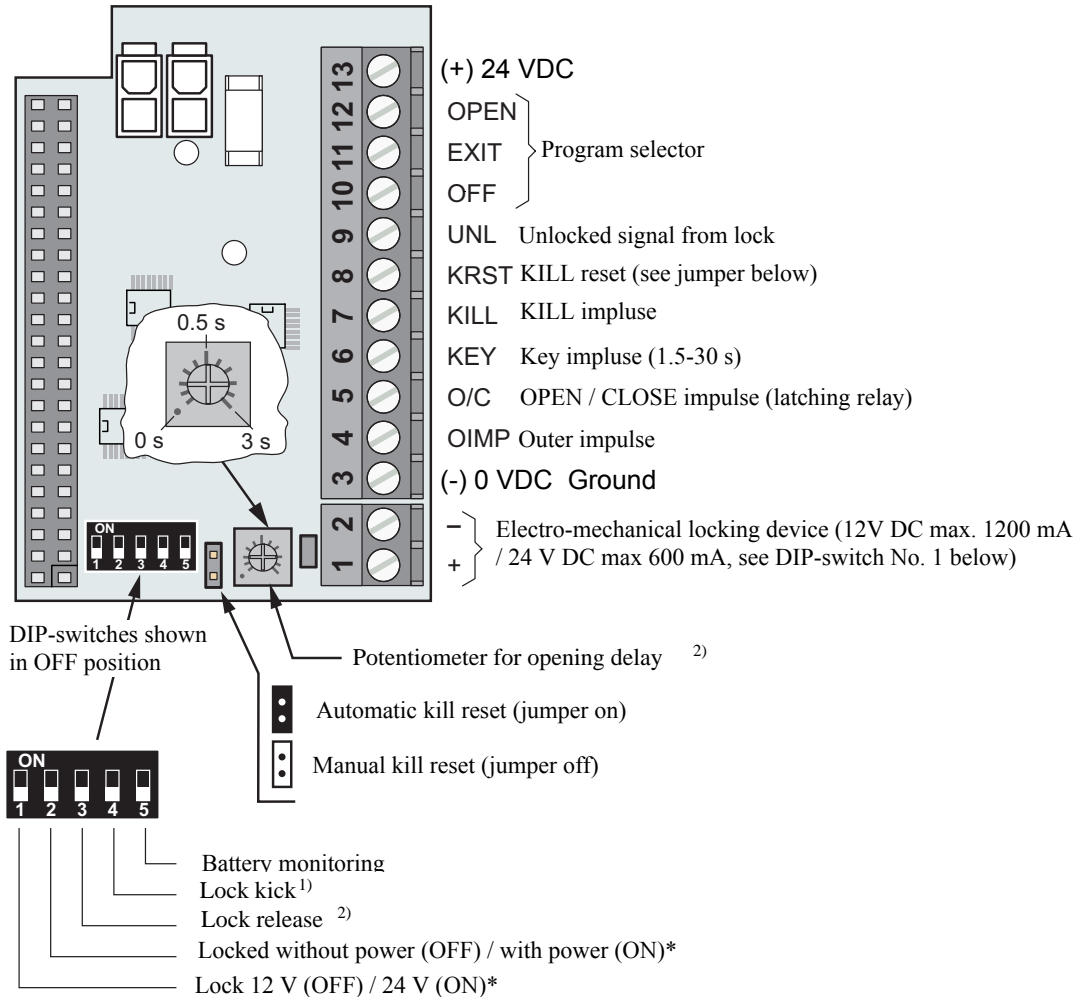 13 (+) 24 VDC
12 OPEN
11 EXIT
Program selector
10 OFF
9 UNL Unlocked signal from lock
8 KRST KILL reset (see jumper below)
7 KILL KILL impluse
6 KEY Key impluse (1.5-30 s)
5 O/C OPEN / CLOSE impulse (latching relay)
4 OIMP Outer impulse
3 (-) 0 VDC Ground
2 –
1 +
Electro-mechanical locking device (12V DC max. 1200 mA
/ 24 V DC max 600 mA, see DIP-switch No. 1 below)
0.5 s
0 s 3 s
ON
1 2 3 4 5
DIP-switches shown
in OFF position
Potentiometer for opening delay 2)
Automatic kill reset (jumper on)
Manual kill reset (jumper off)
ON
1 2 3 4 5
Battery monitoring
Lock kick1)
Lock release 2)
Locked without power (OFF) / with power (ON)*
Lock 12 V (OFF) / 24 V (ON)*